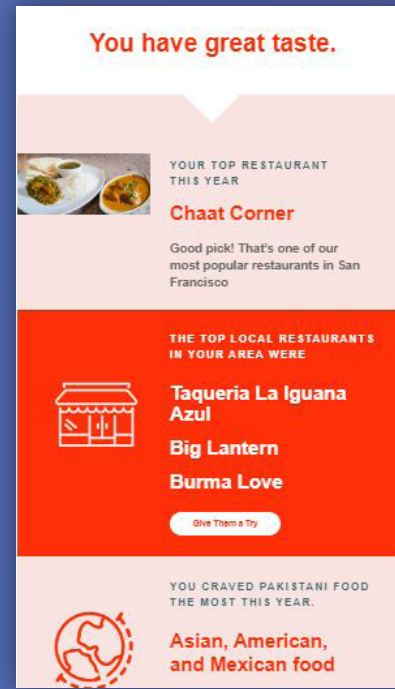 You have great taste.
YOUR TOP RESTAURANT
THIS YEAR
Chaat Corner
Good pick! That's one of our
most popular restaurants in San
Francisco
THE TOP LOCAL RESTAURANTS
IN YOUR AREA WERE
Taqueria La Iguana
Azul
Big Lantern
Burma Love
Give Them a Try
YOU CRAVED PAKISTANI FOOD
THE MOST THIS YEAR.
Asian, American,
and Mexican food